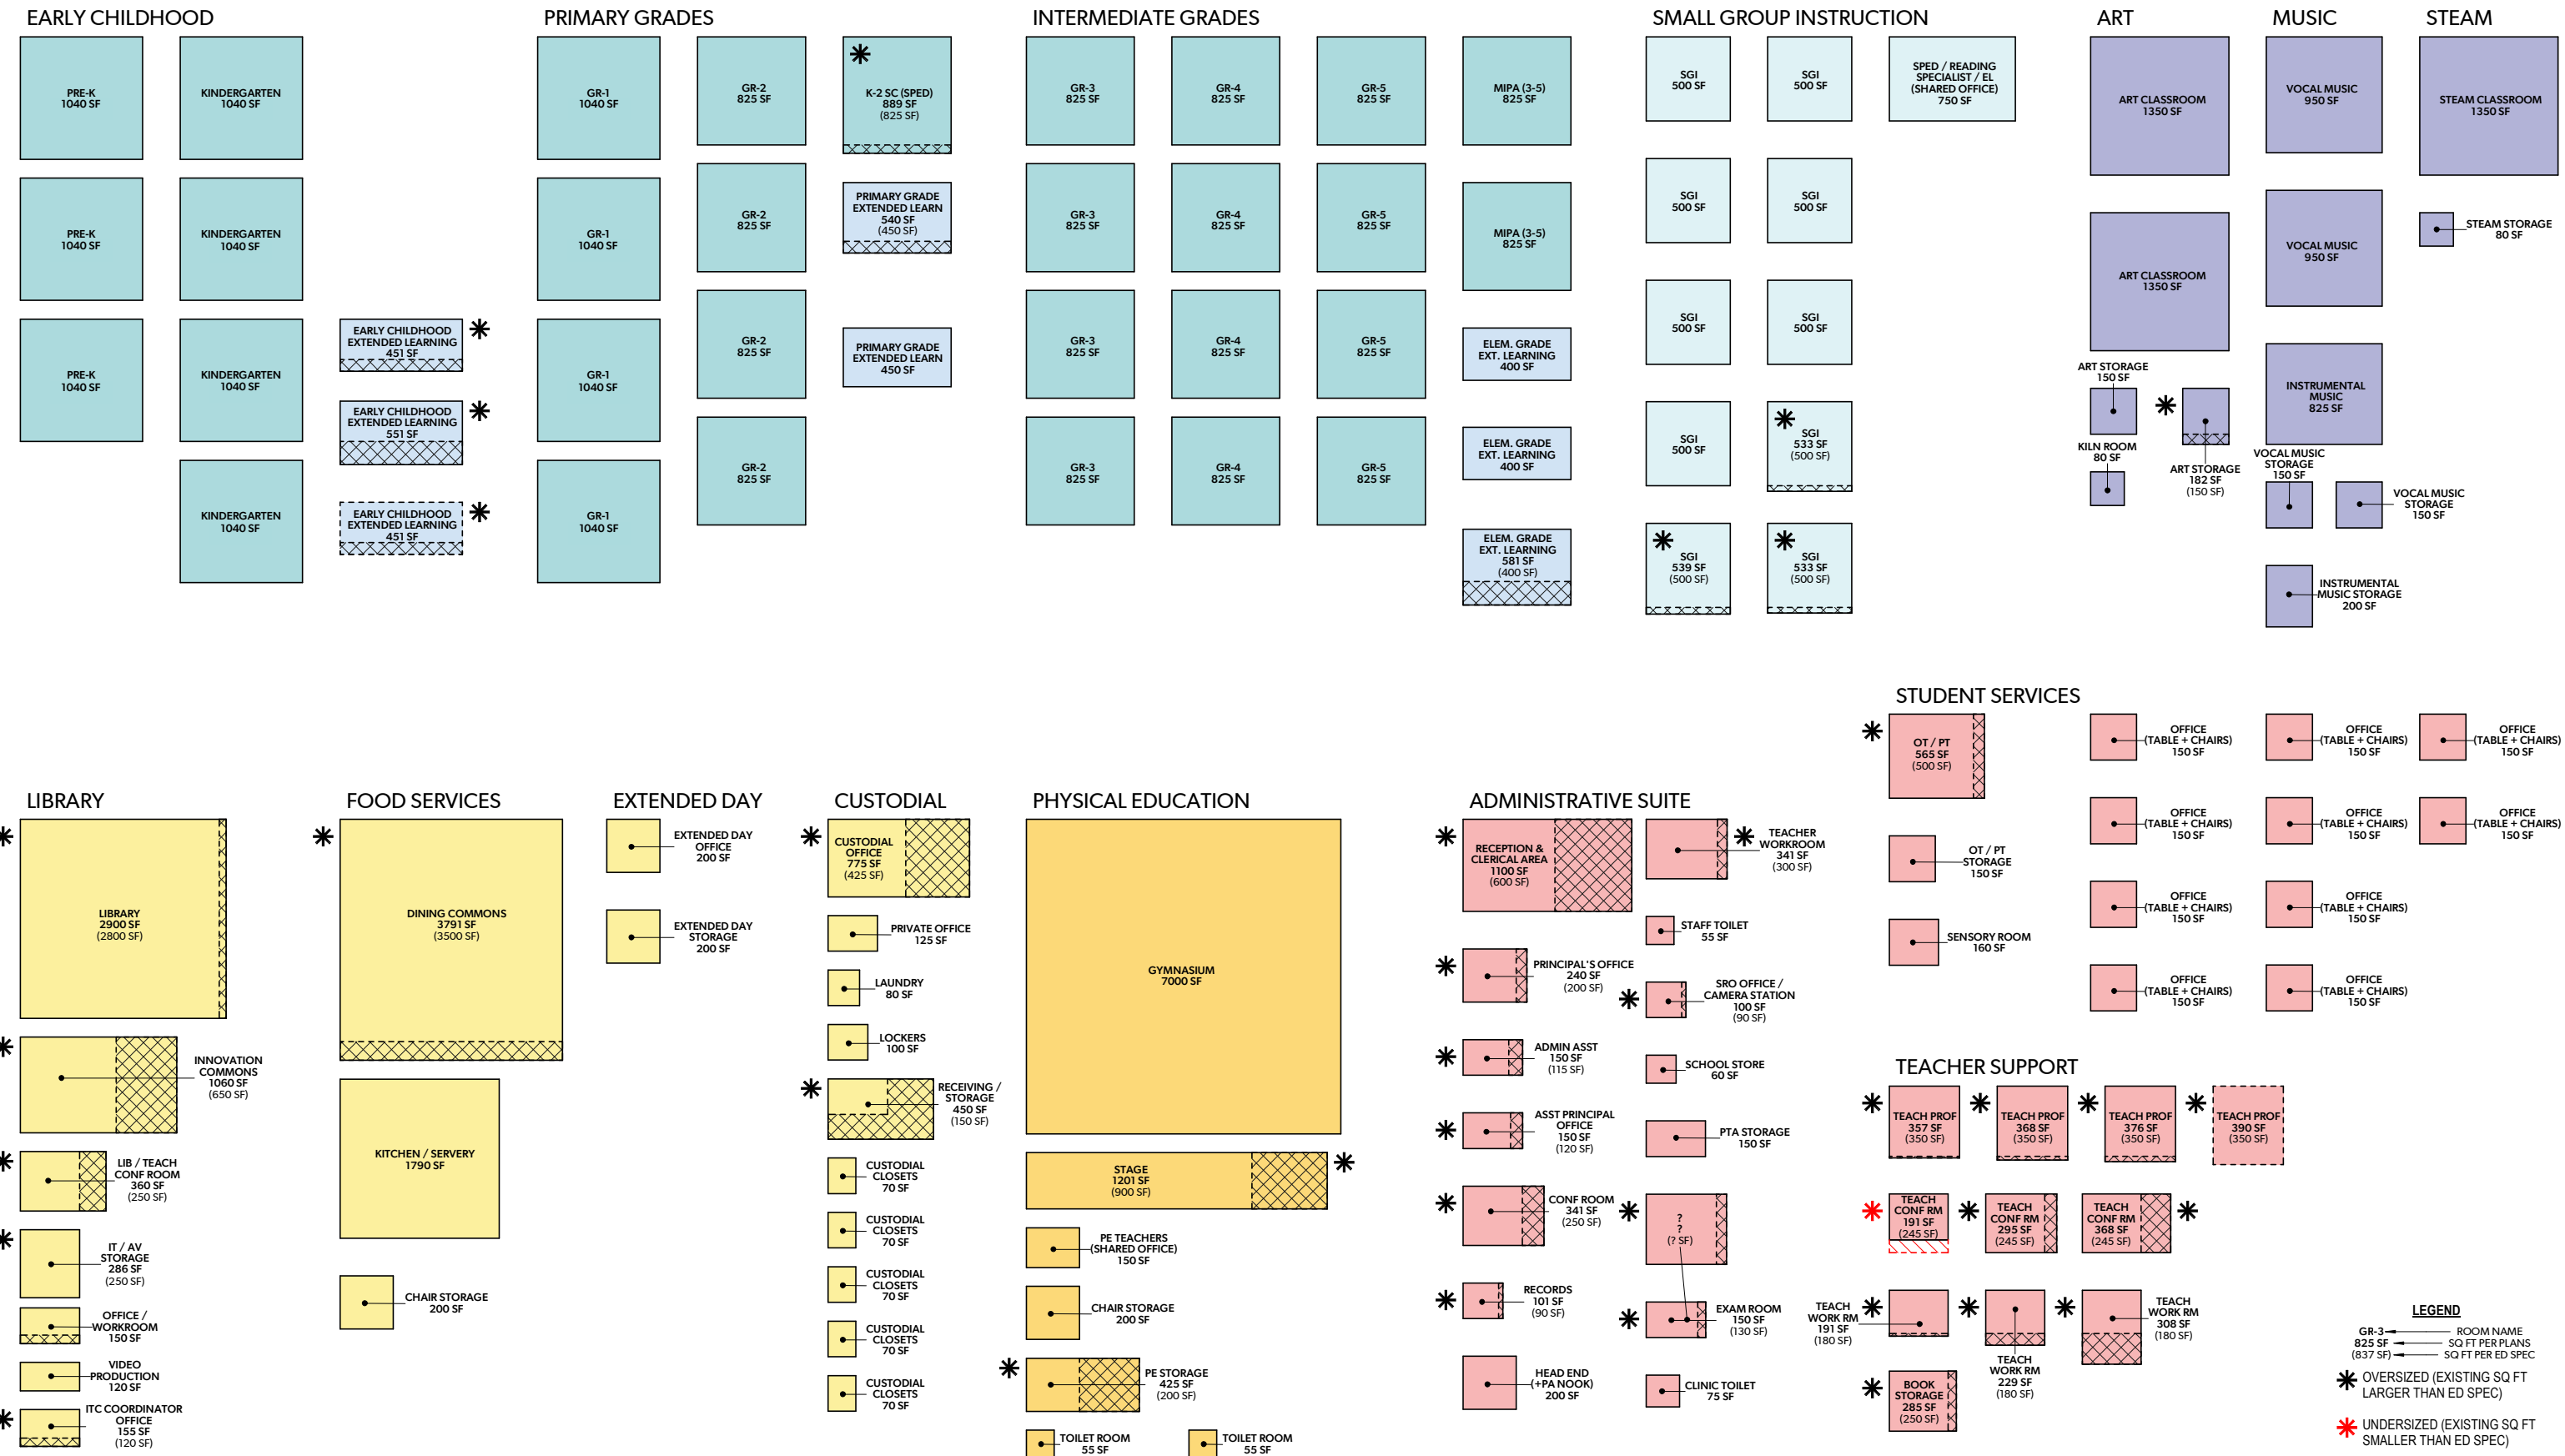 EARLY CHILDHOOD
PRE-K
1040 SF
KINDERGARTEN
1040 SF
PRE-K
1040 SF
KINDERGARTEN
1040 SF
PRE-K
1040 SF
KINDERGARTEN
1040 SF
KINDERGARTEN
1040 SF
EARLY CHILDHOOD
EXTENDED LEARNING
451 SF
EARLY CHILDHOOD
EXTENDED LEARNING
551 SF
EARLY CHILDHOOD
EXTENDED LEARNING
451 SF
PRIMARY GRADES
GR-1
1040 SF
GR-1
1040 SF
GR-1
1040 SF
GR-1
1040 SF
GR-2
825 SF
GR-2
825 SF
GR-2
825 SF
GR-2
825 SF
K-2 SC (SPED)
889 SF
(825 SF)
PRIMARY GRADE
EXTENDED LEARN
540 SF
(450 SF)
PRIMARY GRADE
EXTENDED LEARN
450 SF
INTERMEDIATE GRADES
GR-3
825 SF
GR-3
825 SF
GR-3
825 SF
GR-3
825 SF
GR-4
825 SF
GR-4
825 SF
GR-4
825 SF
GR-4
825 SF
GR-5
825 SF
GR-5
825 SF
GR-5
825 SF
GR-5
825 SF
MIPA (3-5)
825 SF
MIPA (3-5)
825 SF
ELEM. GRADE
EXT. LEARNING
400 SF
ELEM. GRADE
EXT. LEARNING
400 SF
ELEM. GRADE
EXT. LEARNING
581 SF
(400 SF)
SMALL GROUP INSTRUCTION
SGI
500 SF
SGI
500 SF
SGI
500 SF
SGI
500 SF
SGI
539 SF
(500 SF)
SGI
500 SF
SGI
500 SF
SGI
500 SF
SGI
533 SF
(500 SF)
SGI
533 SF
(500 SF)
SPED / READING
SPECIALIST / EL
(SHARED OFFICE)
750 SF
ART
ART CLASSROOM
1350 SF
ART CLASSROOM
1350 SF
ART STORAGE
150 SF
KILN ROOM
80 SF
ART STORAGE
182 SF
(150 SF)
MUSIC
VOCAL MUSIC
950 SF
VOCAL MUSIC
950 SF
INSTRUMENTAL
MUSIC
825 SF
VOCAL MUSIC
STORAGE
150 SF
VOCAL MUSIC
STORAGE
150 SF
INSTRUMENTAL
MUSIC STORAGE
200 SF
STEAM
STEAM CLASSROOM
1350 SF
STEAM STORAGE
80 SF
LIBRARY
LIBRARY
2900 SF
(2800 SF)
INNOVATION
COMMONS
1060 SF
(650 SF)
LIB / TEACH
CONF ROOM
360 SF
(250 SF)
IT / AV
STORAGE
286 SF
(250 SF)
OFFICE /
WORKROOM
150 SF
VIDEO
PRODUCTION
120 SF
ITC COORDINATOR
OFFICE
155 SF
(120 SF)
FOOD SERVICES
DINING COMMONS
3791 SF
(3500 SF)
KITCHEN / SERVERY
1790 SF
CHAIR STORAGE
200 SF
EXTENDED DAY
EXTENDED DAY
OFFICE
200 SF
EXTENDED DAY
STORAGE
200 SF
CUSTODIAL
CUSTODIAL
OFFICE
775 SF
(425 SF)
PRIVATE OFFICE
125 SF
LAUNDRY
80 SF
LOCKERS
100 SF
RECEIVING /
STORAGE
450 SF
(150 SF)
CUSTODIAL
CLOSETS
70 SF
CUSTODIAL
CLOSETS
70 SF
CUSTODIAL
CLOSETS
70 SF
CUSTODIAL
CLOSETS
70 SF
CUSTODIAL
CLOSETS
70 SF
PHYSICAL EDUCATION
GYMNASIUM
7000 SF
STAGE
1201 SF
(900 SF)
PE TEACHERS
(SHARED OFFICE)
150 SF
CHAIR STORAGE
200 SF
PE STORAGE
425 SF
(200 SF)
TOILET ROOM
55 SF
TOILET ROOM
55 SF
ADMINISTRATIVE SUITE
RECEPTION &
CLERICAL AREA
1100 SF
(600 SF)
PRINCIPAL'S OFFICE
240 SF
(200 SF)
ADMIN ASST
150 SF
(115 SF)
ASST PRINCIPAL
OFFICE
150 SF
(120 SF)
CONF ROOM
341 SF
(250 SF)
RECORDS
101 SF
(90 SF)
HEAD END
(+PA NOOK)
200 SF
TEACHER
WORKROOM
341 SF
(300 SF)
STAFF TOILET
55 SF
SRO OFFICE /
CAMERA STATION
100 SF
(90 SF)
SCHOOL STORE
60 SF
PTA STORAGE
150 SF
?
?
(? SF)
EXAM ROOM
150 SF
(130 SF)
CLINIC TOILET
75 SF
STUDENT SERVICES
OT / PT
565 SF
(500 SF)
OT / PT
STORAGE
150 SF
SENSORY ROOM
160 SF
OFFICE
(TABLE + CHAIRS)
150 SF
OFFICE
(TABLE + CHAIRS)
150 SF
OFFICE
(TABLE + CHAIRS)
150 SF
OFFICE
(TABLE + CHAIRS)
150 SF
OFFICE
(TABLE + CHAIRS)
150 SF
OFFICE
(TABLE + CHAIRS)
150 SF
OFFICE
(TABLE + CHAIRS)
150 SF
OFFICE
(TABLE + CHAIRS)
150 SF
OFFICE
(TABLE + CHAIRS)
150 SF
OFFICE
(TABLE + CHAIRS)
150 SF
TEACHER SUPPORT
TEACH PROF
357 SF
(350 SF)
TEACH PROF
368 SF
(350 SF)
TEACH PROF
376 SF
(350 SF)
TEACH PROF
390 SF
(350 SF)
TEACH
CONF RM
191 SF
(245 SF)
TEACH
CONF RM
295 SF
(245 SF)
TEACH
CONF RM
368 SF
(245 SF)
TEACH
WORK RM
191 SF
(180 SF)
TEACH
WORK RM
229 SF
(180 SF)
TEACH
WORK RM
308 SF
(180 SF)
BOOK
STORAGE
285 SF
(250 SF)
LEGEND
GR-3 ROOM NAME
825 SF SQ FT PER PLANS
(837 SF) SQ FT PER ED SPEC
OVERSIZED (EXISTING SQ FT
LARGER THAN ED SPEC)
UNDERSIZED (EXISTING SQ FT
SMALLER THAN ED SPEC)